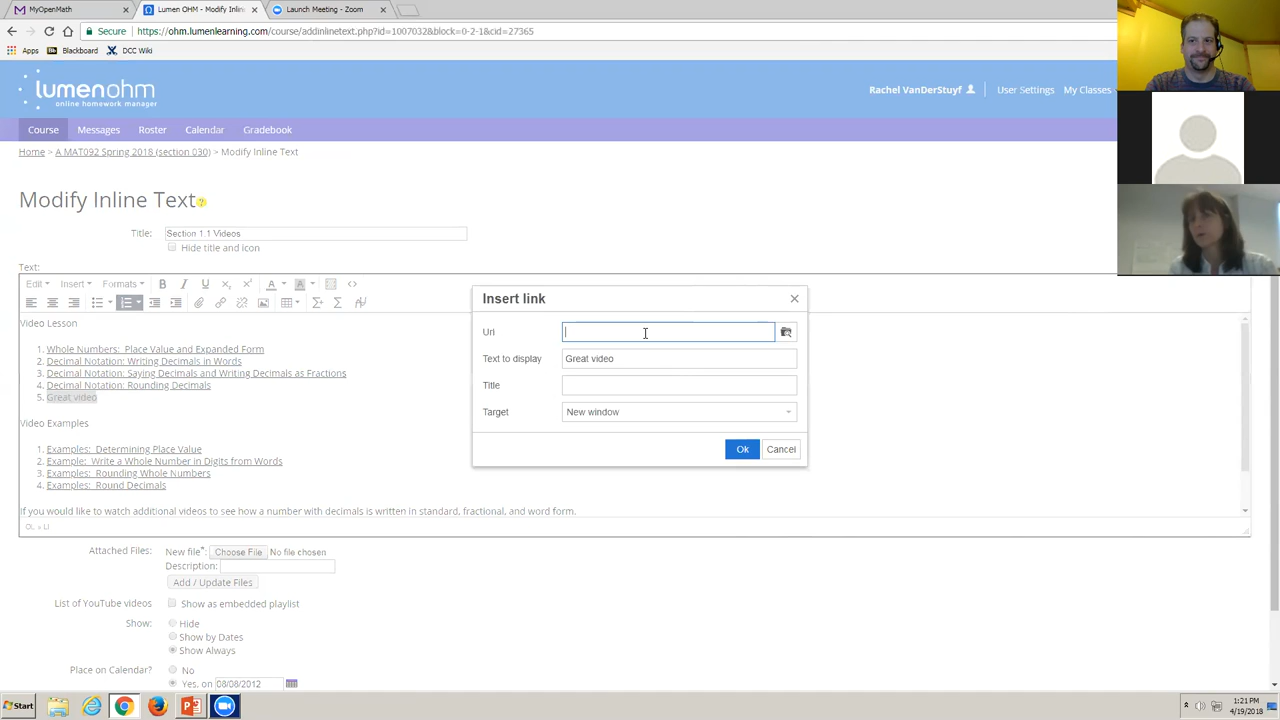 MyOpenMath
Lumen OHM - Modify Inlin
Launch Meeting - Zoom
Secure
https://ohm.lumenlearning.com/course/addinlinetext.php?id=1007032&block=0-2-1&cid=27365
Apps
Blackboard
DCC Wiki
lumenohm
online homework manager
Rachel VanDerStuyf
User Settings
My Classes
Course
Messages
Roster
Calendar
Gradebook
Home > A MAT092 Spring 2018 (section 030) > Modify Inline Text
Modify Inline Text?
Title:
Section 1.1 Videos
Hide title and icon
Text:
Edit
Insert
Formats
B I U x₂ x² A A <>
Insert link
Url
Text to display
Great video
Title
Target
New window
Ok
Cancel
Video Lesson
1. Whole Numbers: Place Value and Expanded Form
2. Decimal Notation: Writing Decimals in Words
3. Decimal Notation: Saying Decimals and Writing Decimals as Fractions
4. Decimal Notation: Rounding Decimals
5. Great video
Video Examples
1. Examples: Determining Place Value
2. Example: Write a Whole Number in Digits from Words
3. Examples: Rounding Whole Numbers
4. Examples: Round Decimals
If you would like to watch additional videos to see how a number with decimals is written in standard, fractional, and word form.
OL » LI
Attached Files:
New file*:
Choose File
No file chosen
Description:
Add / Update Files
List of YouTube videos
Show as embedded playlist
Show:
Hide
Show by Dates
Show Always
Place on Calendar?
No
Yes, on 08/08/2012
Start
1:21 PM
4/19/2018